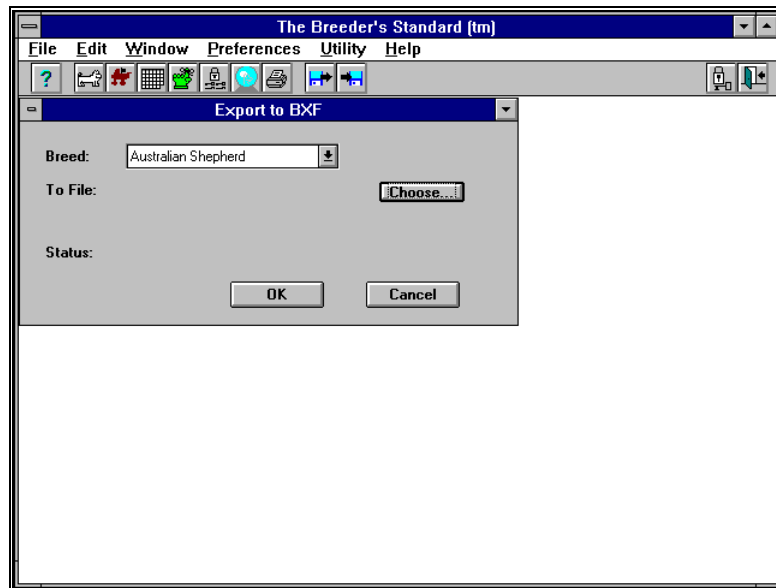 The Breeder's Standard (tm)
File Edit Window Preferences Utility Help
?
Export to BXF
Breed: Australian Shepherd
To File: Choose...
Status:
OK Cancel